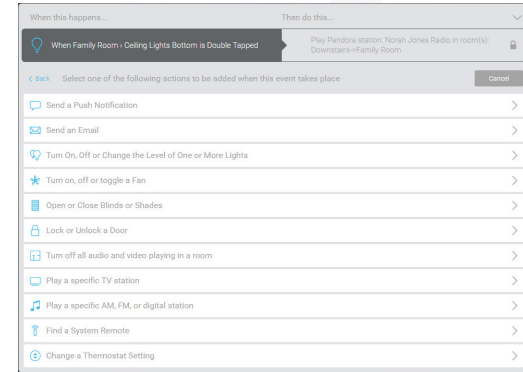 When this happens... Then do this...
When Family Room › Ceiling Lights Bottom is Double Tapped
Play Pandora station: Norah Jones Radio in room(s):
Downstairs->Family Room
< Back Select one of the following actions to be added when this event takes place Cancel
Send a Push Notification
Send an Email
Turn On, Off or Change the Level of One or More Lights
Turn on, off or toggle a Fan
Open or Close Blinds or Shades
Lock or Unlock a Door
Turn off all audio and video playing in a room
Play a specific TV station
Play a specific AM, FM, or digital station
Find a System Remote
Change a Thermostat Setting